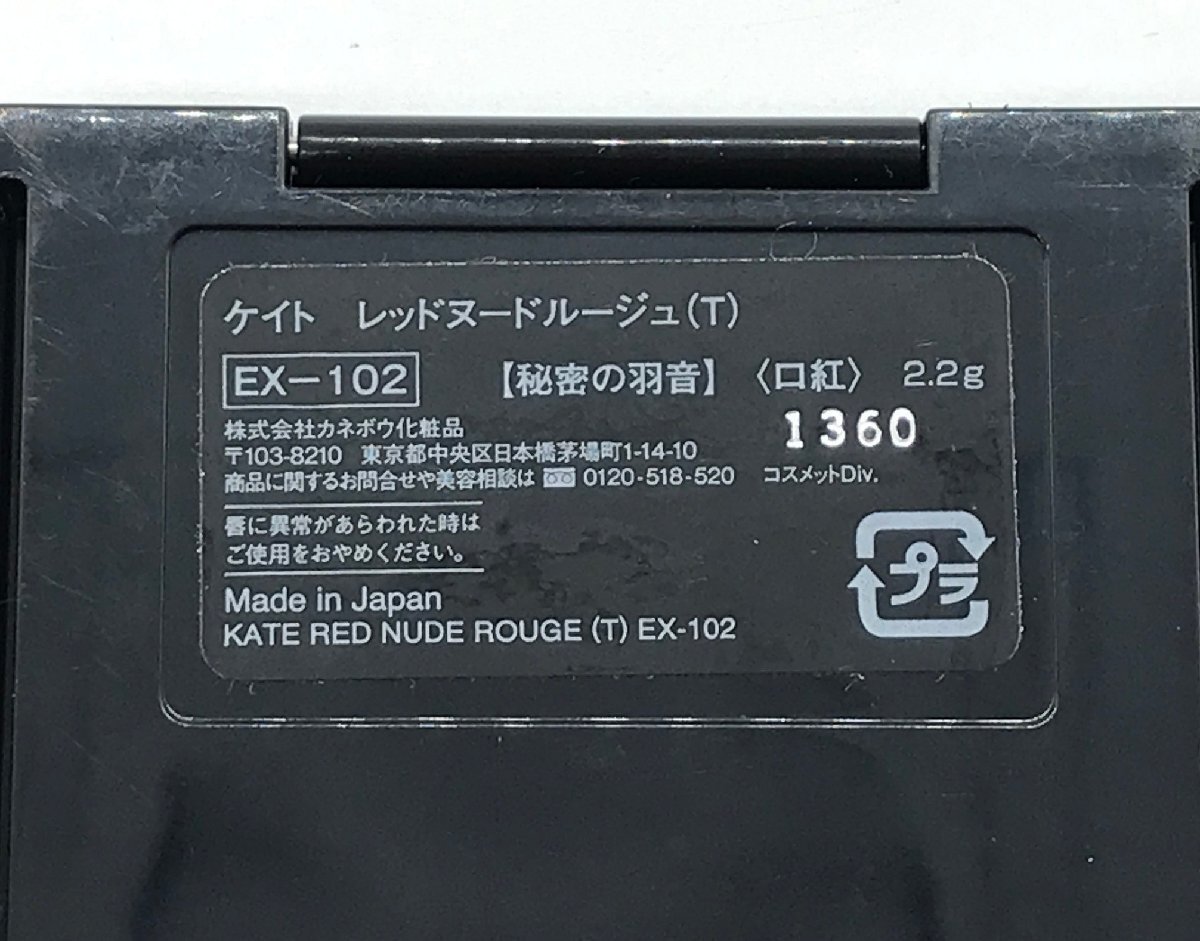 ケイト　レッドヌードルージュ(T)
EX-102　【秘密の羽音】〈口紅〉 2.2g
株式会社カネボウ化粧品　1360
〒103-8210 東京都中央区日本橋茅場町1-14-10
商品に関するお問合せや美容相談は 0120-518-520 コスメットDiv.
唇に異常があらわれた時は
ご使用をおやめください。
プラ
Made in Japan
KATE RED NUDE ROUGE (T) EX-102